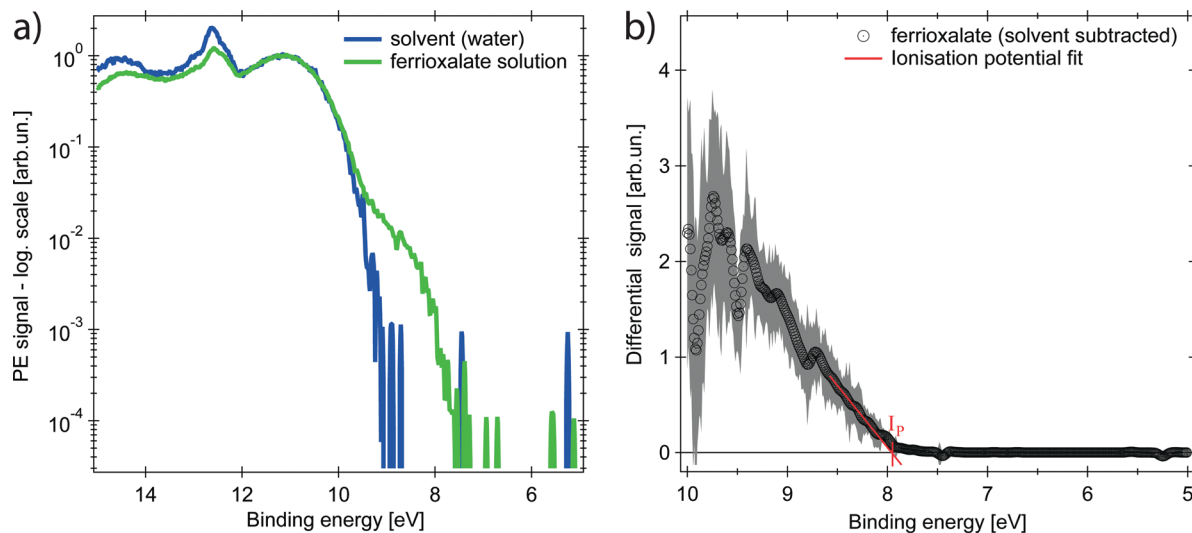 a)
solvent (water)
ferrioxalate solution
PE signal - log. scale [arb.un.]
10^0
10^-1
10^-2
10^-3
10^-4
14 12 10 8 6
Binding energy [eV]
b)
ferrioxalate (solvent subtracted)
Ionisation potential fit
Differential signal [arb.un.]
4
3
2
1
0
I_P
10 9 8 7 6 5
Binding energy [eV]